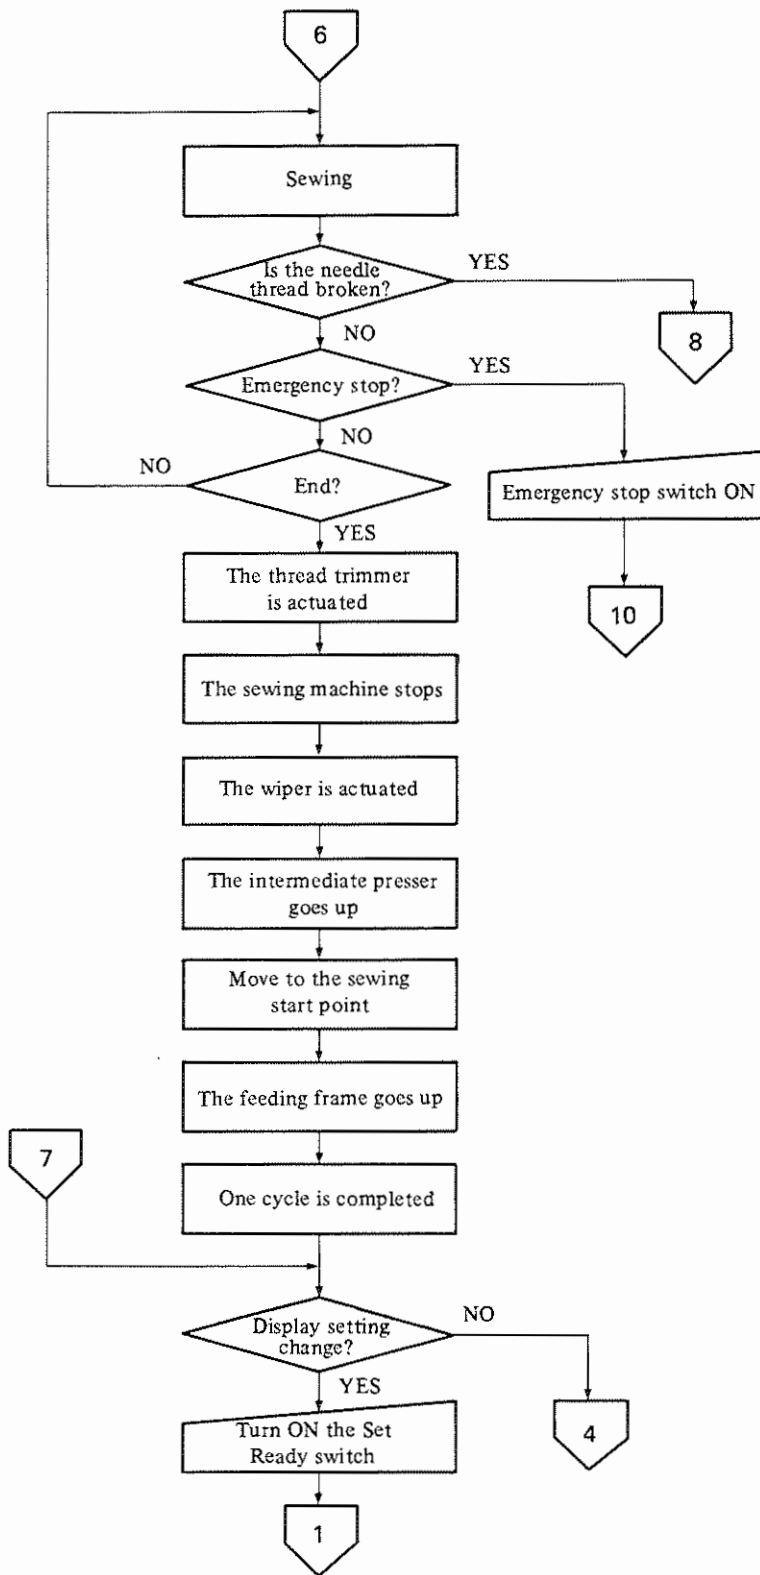 6
Sewing
Is the needle
thread broken?
YES
8
NO
Emergency stop?
YES
NO
Emergency stop switch ON
10
End?
NO
YES
The thread trimmer
is actuated
The sewing machine stops
The wiper is actuated
The intermediate presser
goes up
Move to the sewing
start point
The feeding frame goes up
7
One cycle is completed
Display setting
change?
NO
4
YES
Turn ON the Set
Ready switch
1